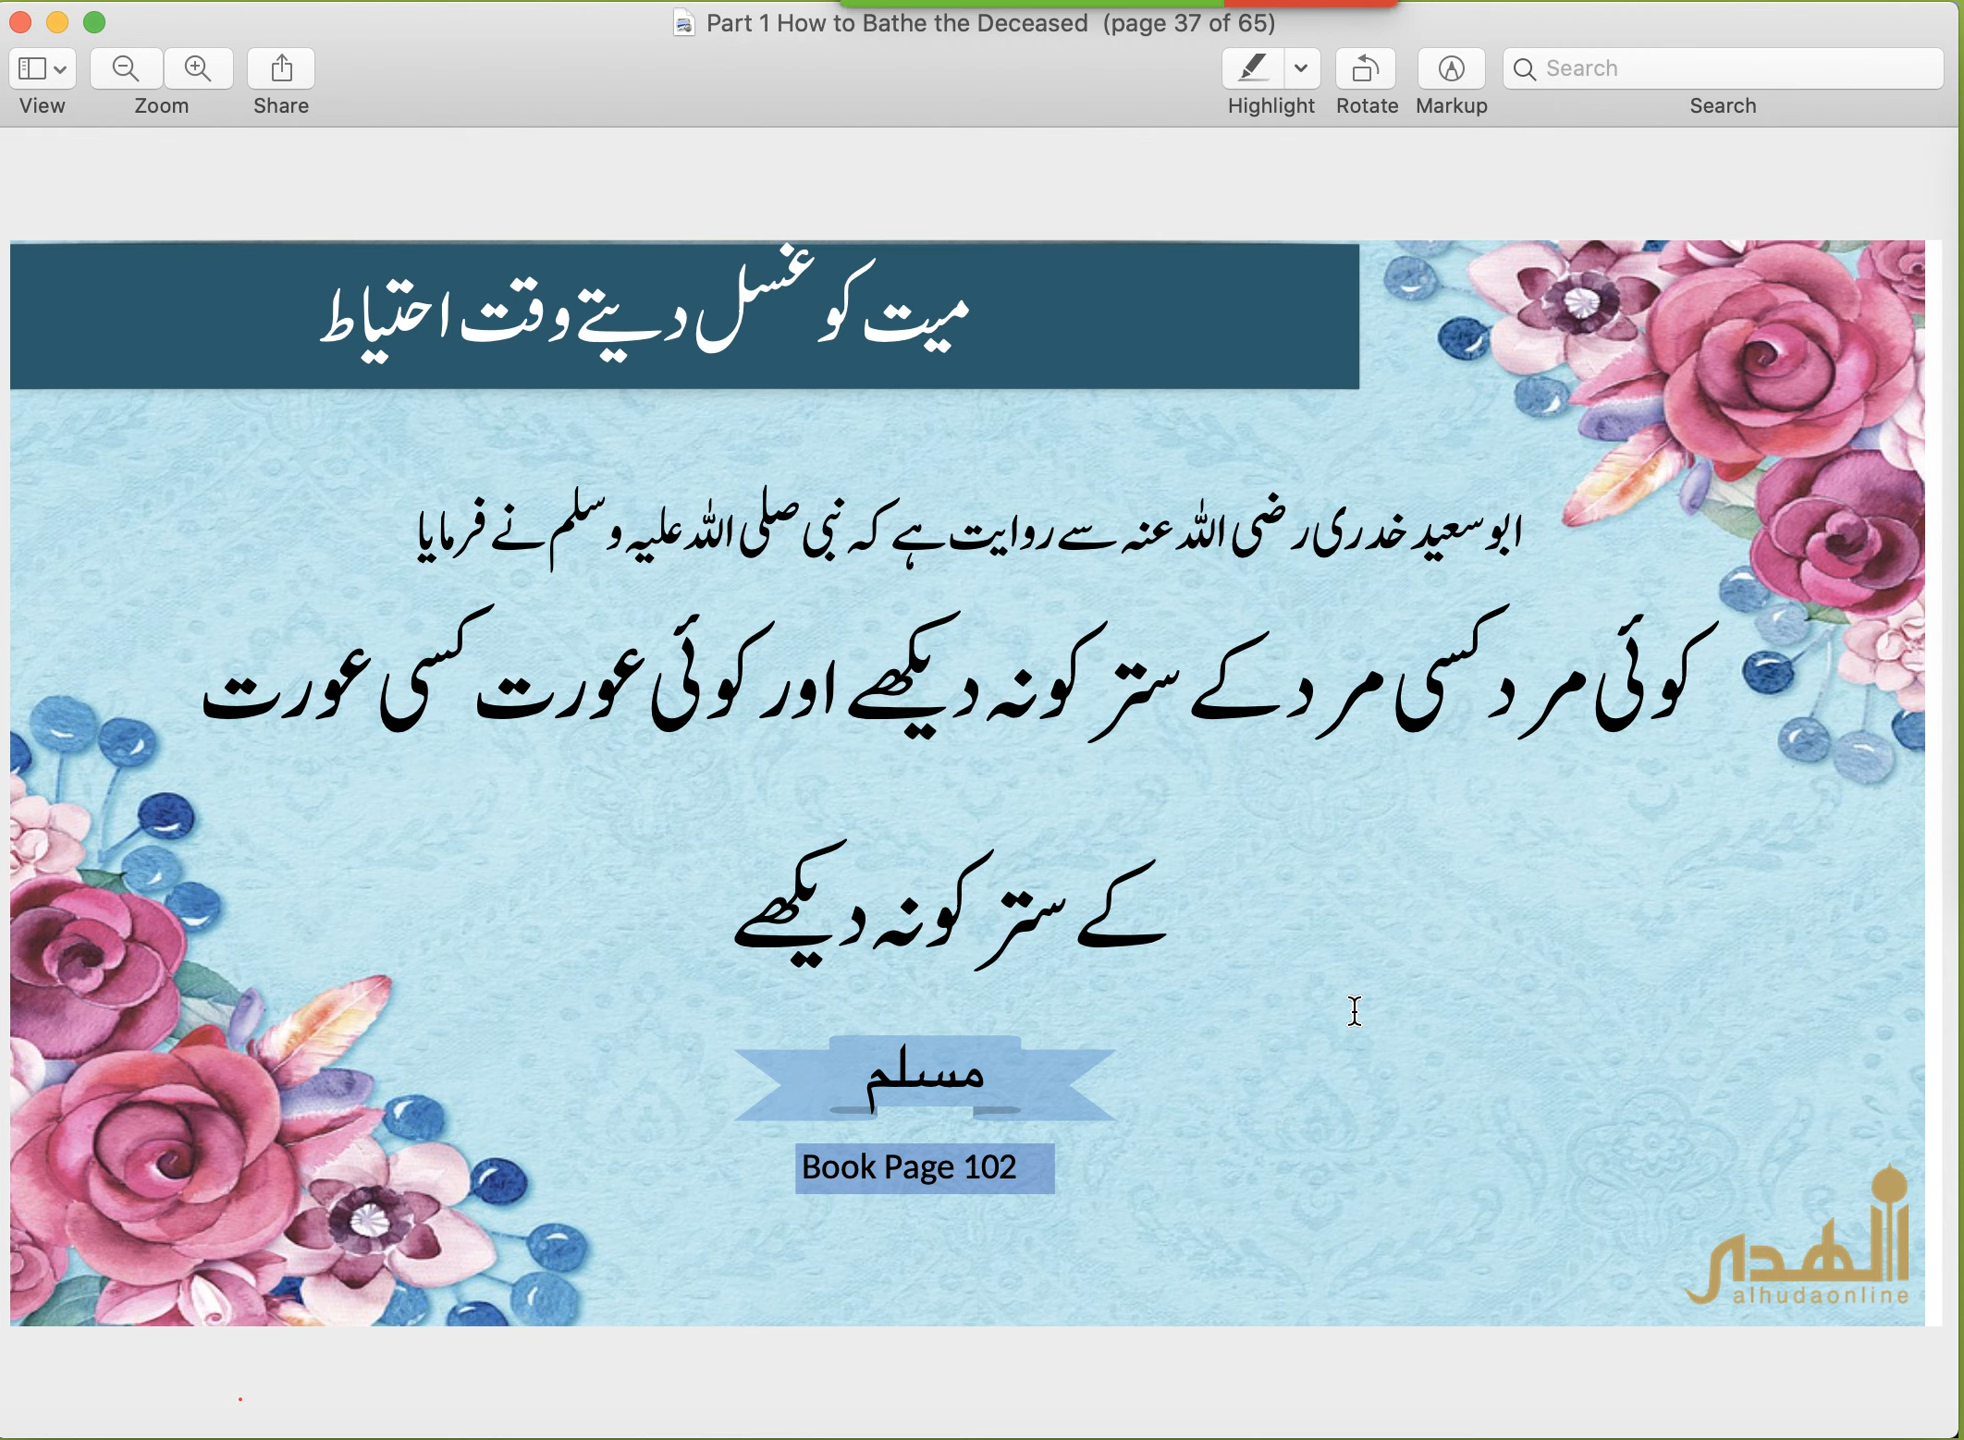 Part 1 How to Bathe the Deceased (page 37 of 65)
View
Zoom
Share
Highlight
Rotate
Markup
Search
Search
میت کو غسل دیتے وقت احتیاط
ابو سعید خدری رضی اللہ عنہ سے روایت ہے کہ نبی صلی اللہ علیہ وسلم نے فرمایا
کوئی مرد کسی مرد کے ستر کو نہ دیکھے اور کوئی عورت کسی عورت
کے ستر کو نہ دیکھے
مسلم
Book Page 102
الهدى
alhudaonline